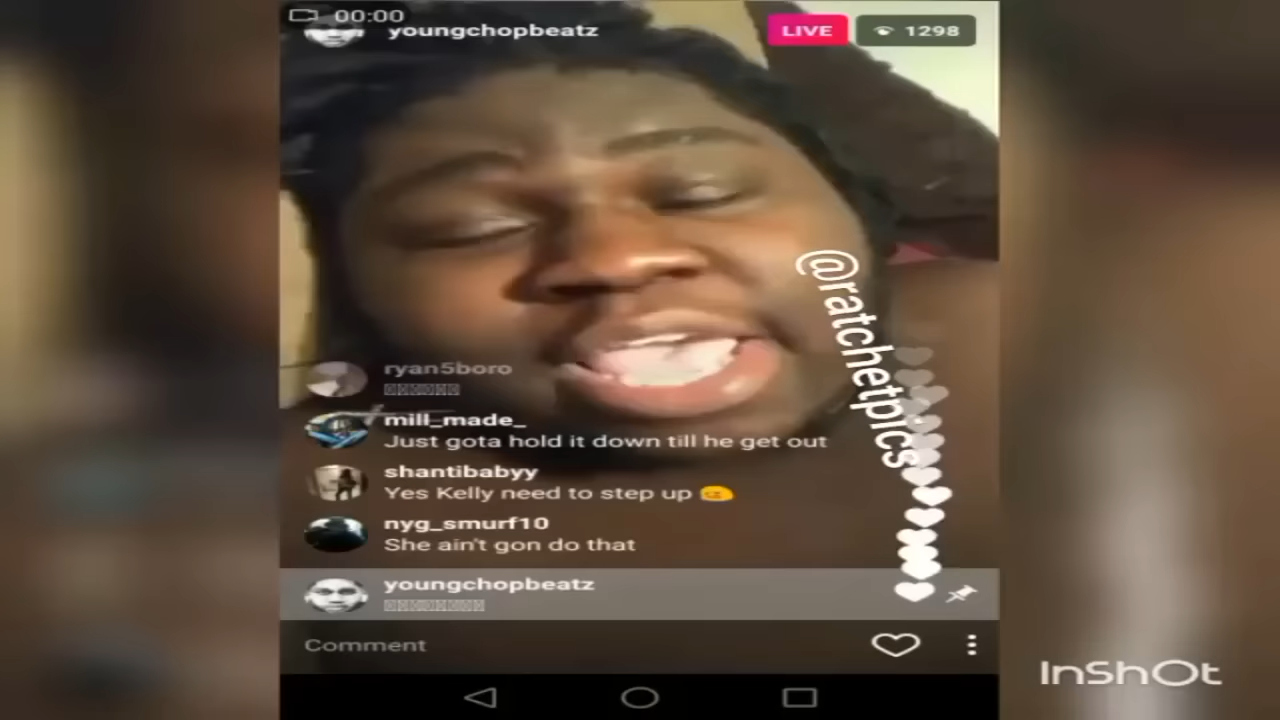 00:00
youngchopbeatz
LIVE
1298
@ratchetpics
ryan5boro
mill_made_
Just gota hold it down till he get out
shantibabyy
Yes Kelly need to step up
nyg_smurf10
She ain't gon do that
youngchopbeatz
Comment
InShOt